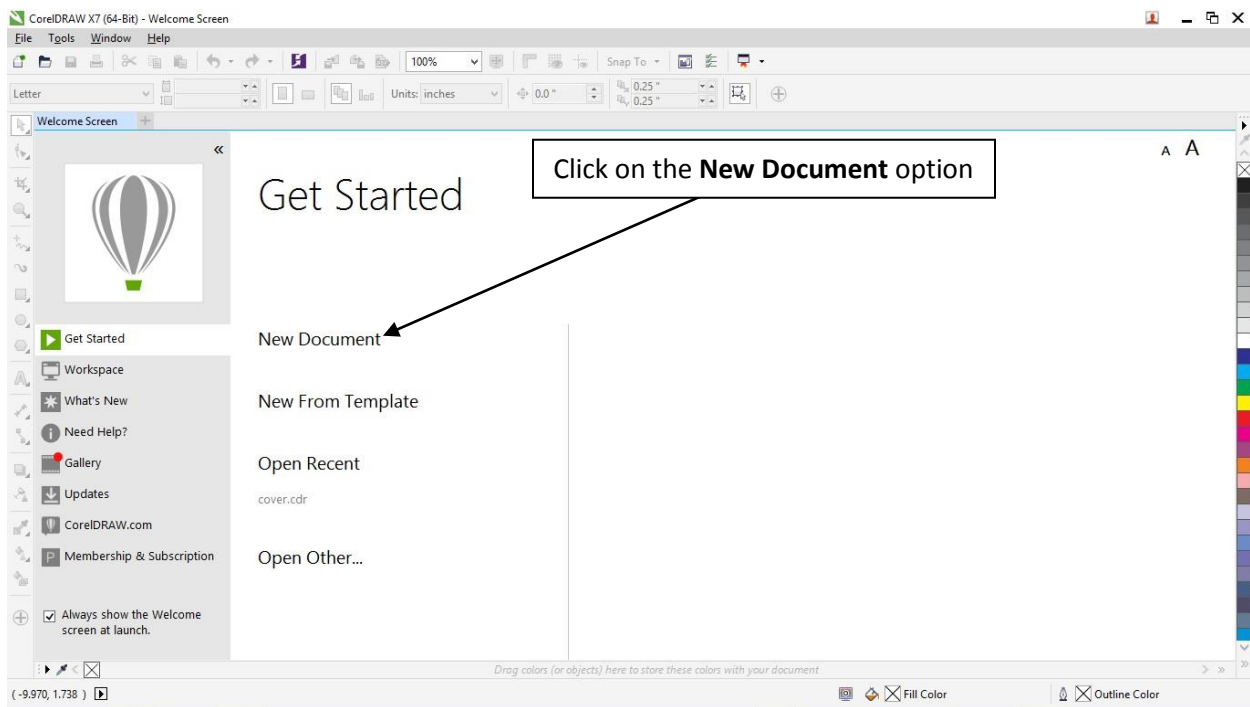 CorelDRAW X7 (64-Bit) - Welcome Screen
File Tools Window Help
100% Snap To
Letter Units: inches 0.0 " 0.25 "
0.25 "
Welcome Screen
A A
Click on the New Document option
Get Started
Get Started
Workspace
What's New
Need Help?
Gallery
Updates
CorelDRAW.com
Membership & Subscription
Always show the Welcome
screen at launch.
New Document
New From Template
Open Recent
cover.cdr
Open Other...
Drag colors (or objects) here to store these colors with your document
( -9.970, 1.738 ) Fill Color Outline Color